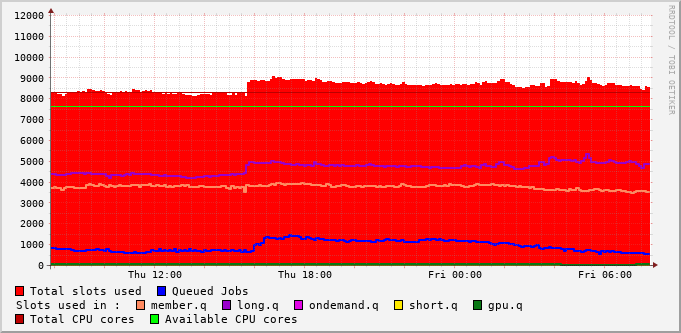 12000
11000
10000
9000
8000
7000
6000
5000
4000
3000
2000
1000
0
Thu 12:00 Thu 18:00 Fri 00:00 Fri 06:00
Total slots used Queued Jobs
Slots used in : member.q long.q ondemand.q short.q gpu.q
Total CPU cores Available CPU cores
RRDTOOL / TOBI OETIKER